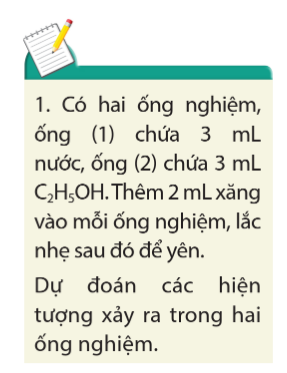 1. Có hai ống nghiệm,
ống (1) chứa 3 mL
nước, ống (2) chứa 3 mL
C₂H₅OH. Thêm 2 mL xăng
vào mỗi ống nghiệm, lắc
nhẹ sau đó để yên.
Dự đoán các hiện
tượng xảy ra trong hai
ống nghiệm.